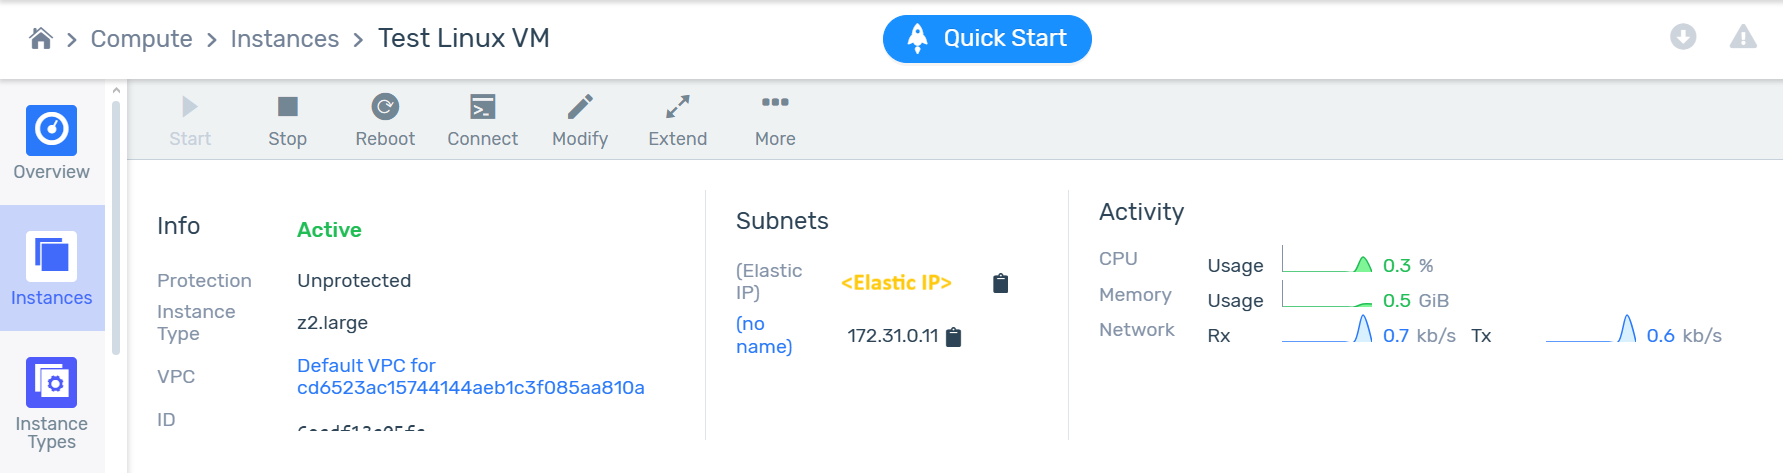 Compute Instances Test Linux VM
Quick Start
Start Stop Reboot Connect Modify Extend More
Overview
Instances
Instance
Types
Info Active
Protection Unprotected
Instance
Type
z2.large
VPC
Default VPC for
cd6523ac15744144aeb1c3f085aa810a
ID
Subnets
(Elastic
IP)
<Elastic IP>
(no
name)
172.31.0.11
Activity
CPU Usage 0.3 %
Memory Usage 0.5 GiB
Network Rx 0.7 kb/s Tx 0.6 kb/s